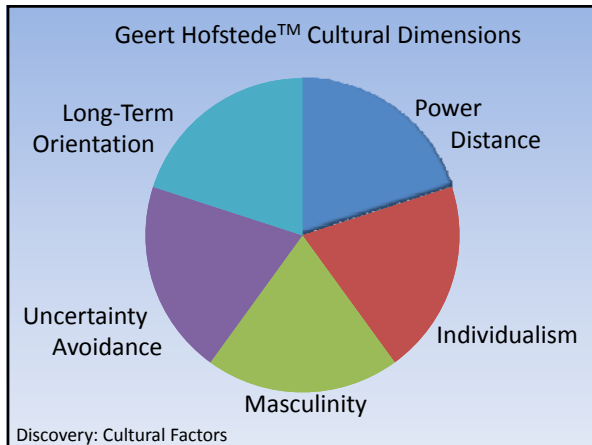 Geert Hofstede™ Cultural Dimensions
Long-Term
Orientation
Power
Distance
Uncertainty
Avoidance
Individualism
Masculinity
Discovery: Cultural Factors